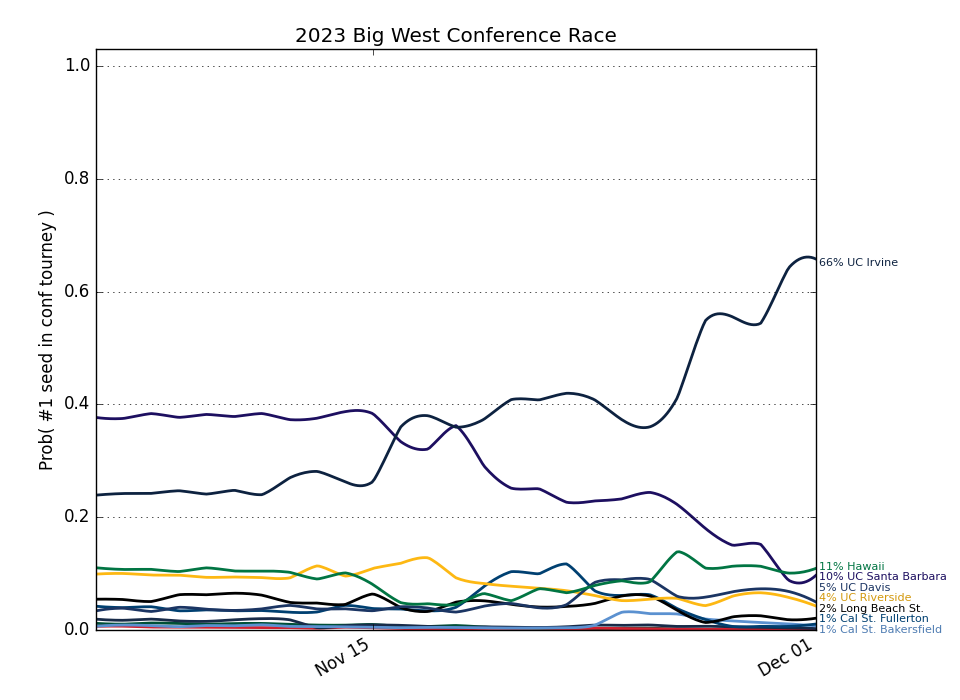 2023 Big West Conference Race
Prob( #1 seed in conf tourney )
1.0
0.8
0.6
0.4
0.2
0.0
Nov 15
Dec 01
66% UC Irvine
11% Hawaii
10% UC Santa Barbara
5% UC Davis
4% UC Riverside
2% Long Beach St.
1% Cal St. Fullerton
1% Cal St. Bakersfield